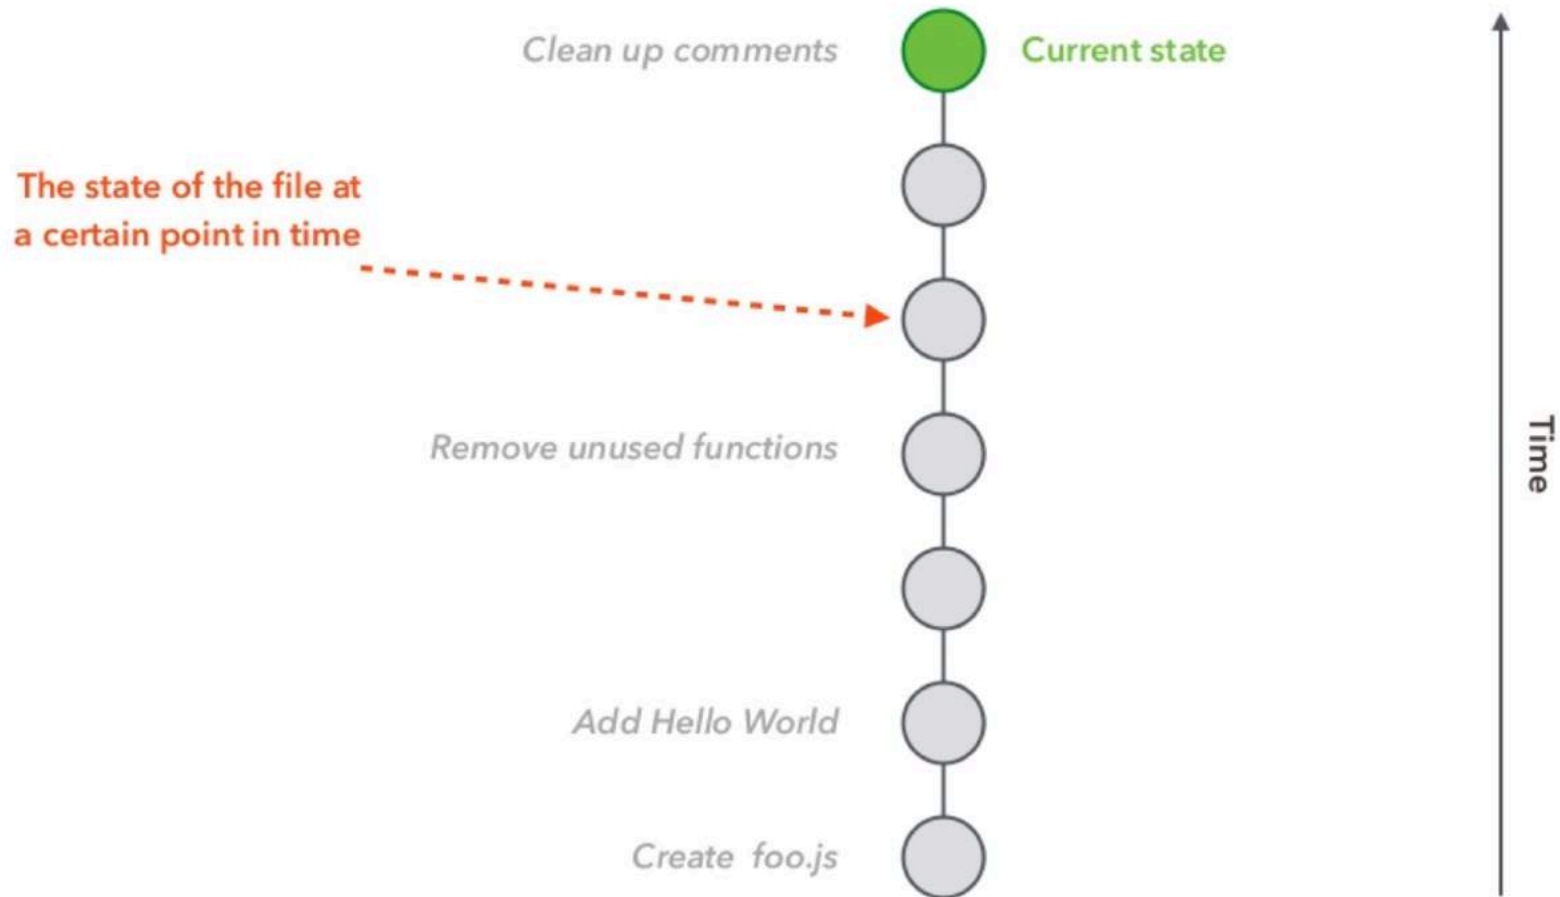 Clean up comments
Current state
The state of the file at
a certain point in time
Remove unused functions
Time
Add Hello World
Create foo.js